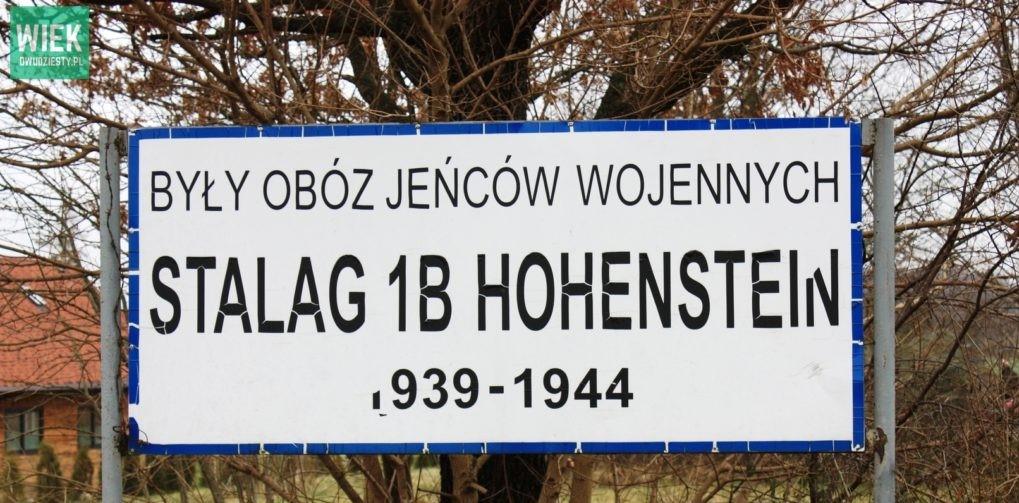 WIEK
DWUDZIESTY.PL
BYŁY OBÓZ JEŃCÓW WOJENNYCH
STALAG 1B HOHENSTEIN
1939-1944